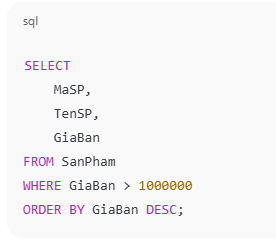 sql
SELECT
    MaSP,
    TenSP,
    GiaBan
FROM SanPham
WHERE GiaBan > 1000000
ORDER BY GiaBan DESC;